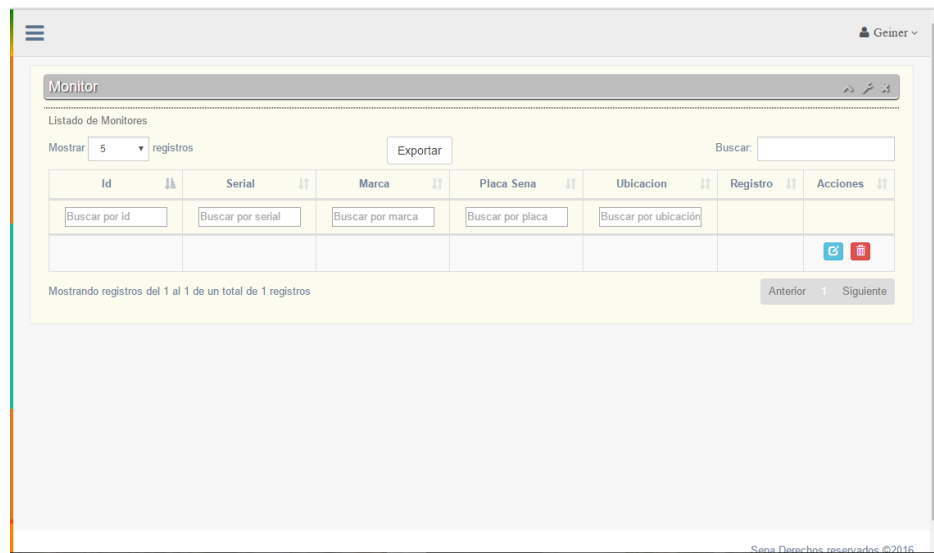 Geiner
Monitor
Listado de Monitores
Mostrar 5 registros
Exportar
Buscar:
Id Serial Marca Placa Sena Ubicacion Registro Acciones
Buscar por id Buscar por serial Buscar por marca Buscar por placa Buscar por ubicación
Mostrando registros del 1 al 1 de un total de 1 registros
Anterior 1 Siguiente
Sena Derechos reservados ©2016